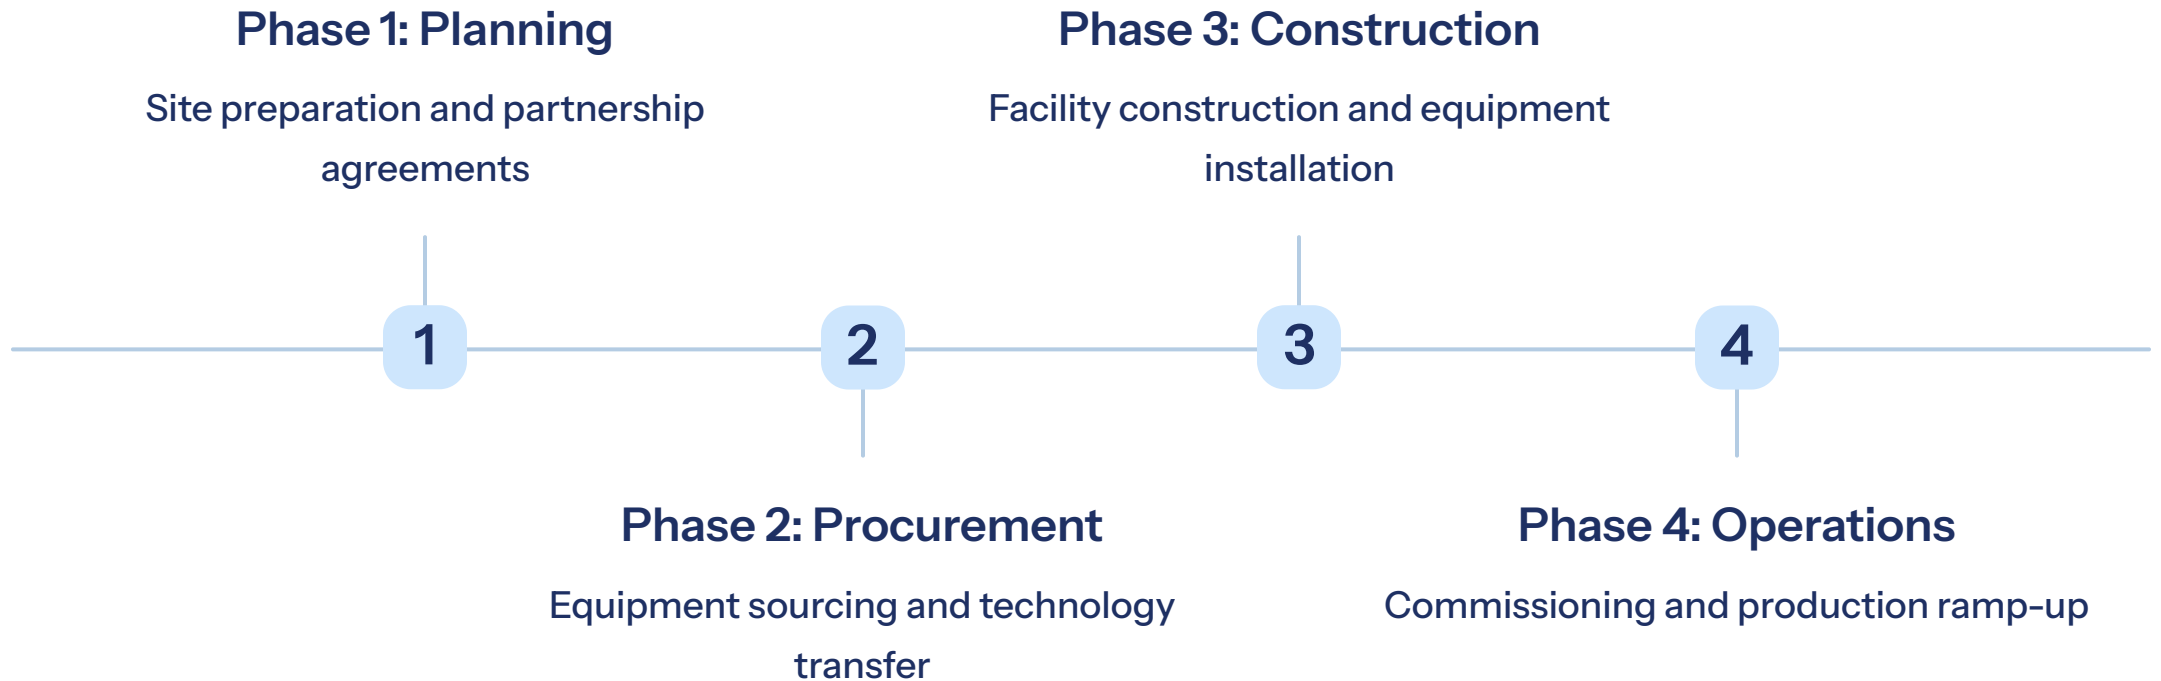 Phase 1: Planning
Site preparation and partnership
agreements
Phase 3: Construction
Facility construction and equipment
installation
1
2
3
4
Phase 2: Procurement
Equipment sourcing and technology
transfer
Phase 4: Operations
Commissioning and production ramp-up